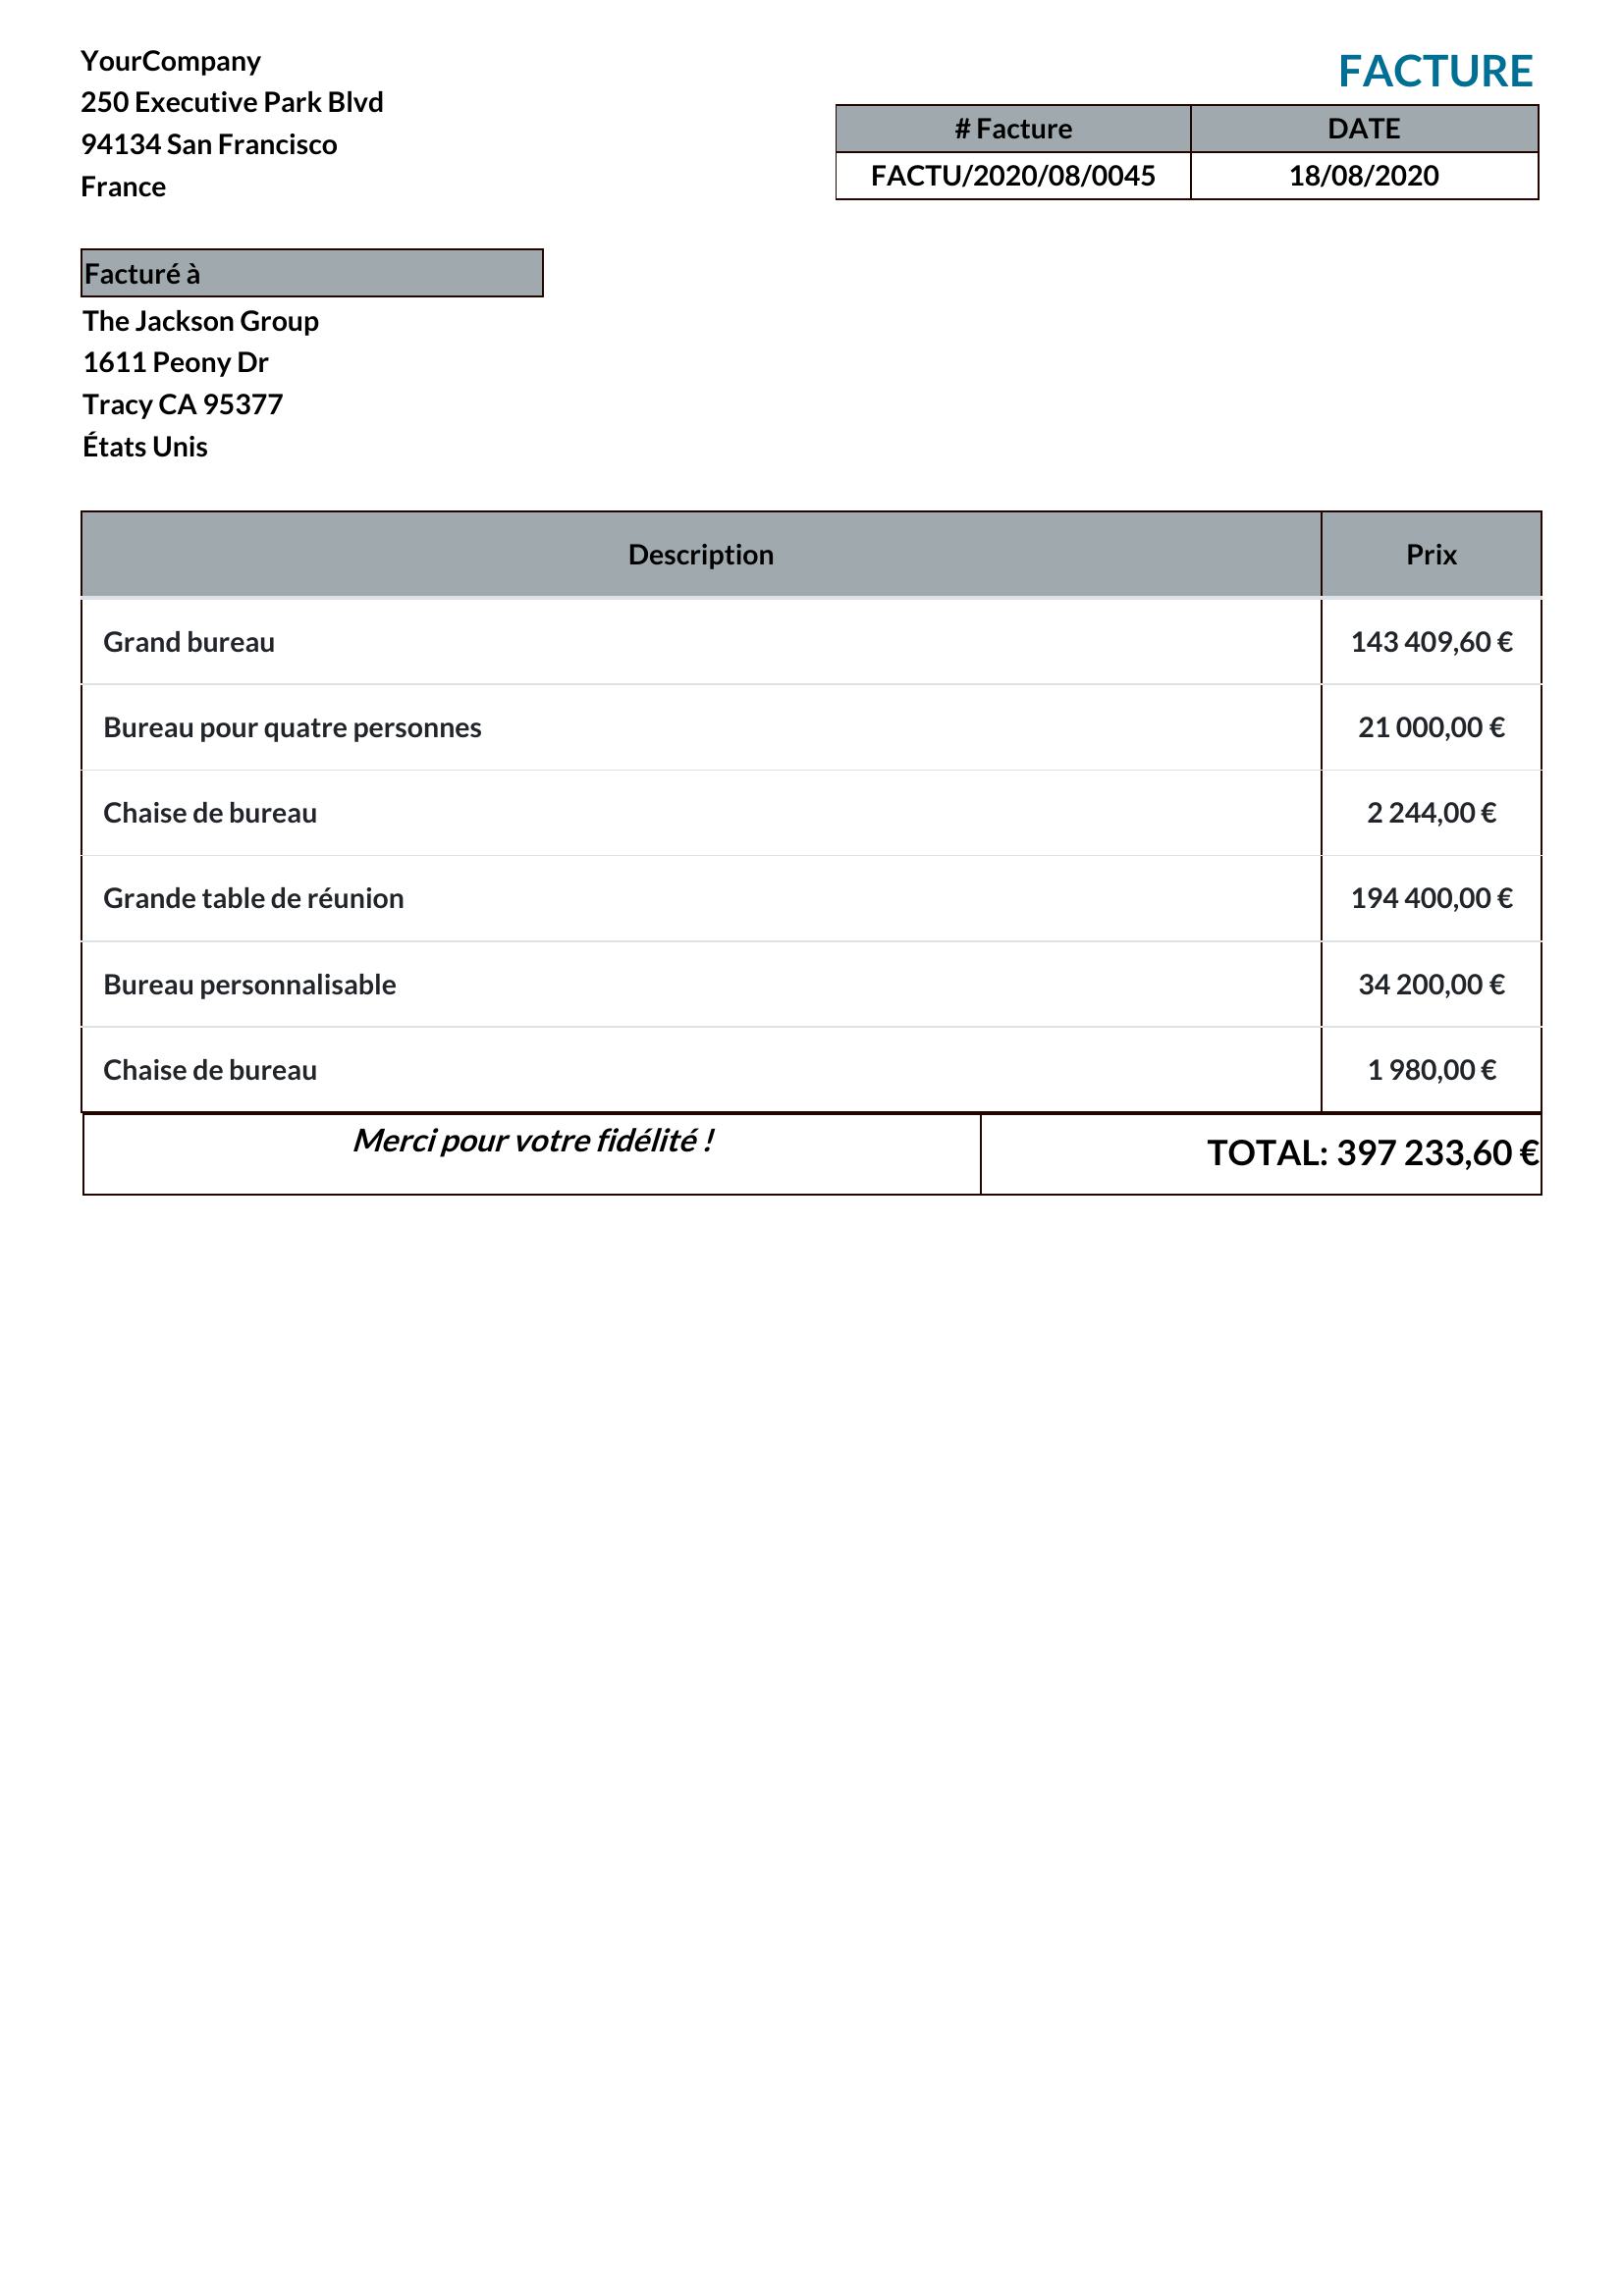 YourCompany
250 Executive Park Blvd
94134 San Francisco
France
FACTURE
# Facture DATE
FACTU/2020/08/0045 18/08/2020
Facturé à
The Jackson Group
1611 Peony Dr
Tracy CA 95377
États Unis
Description Prix
Grand bureau 143 409,60 €
Bureau pour quatre personnes 21 000,00 €
Chaise de bureau 2 244,00 €
Grande table de réunion 194 400,00 €
Bureau personnalisable 34 200,00 €
Chaise de bureau 1 980,00 €
Merci pour votre fidélité !
TOTAL: 397 233,60 €